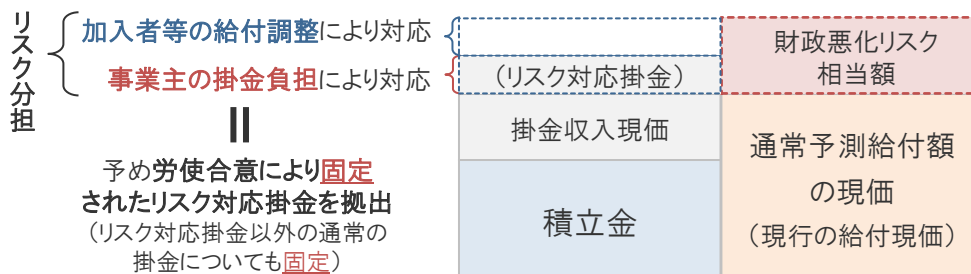 リスク分担
加入者等の給付調整により対応
事業主の掛金負担により対応
予め労使合意により固定
されたリスク対応掛金を拠出
（リスク対応掛金以外の通常の
掛金についても固定）
（リスク対応掛金）
掛金収入現価
積立金
財政悪化リスク
相当額
通常予測給付額
の現価
（現行の給付現価）